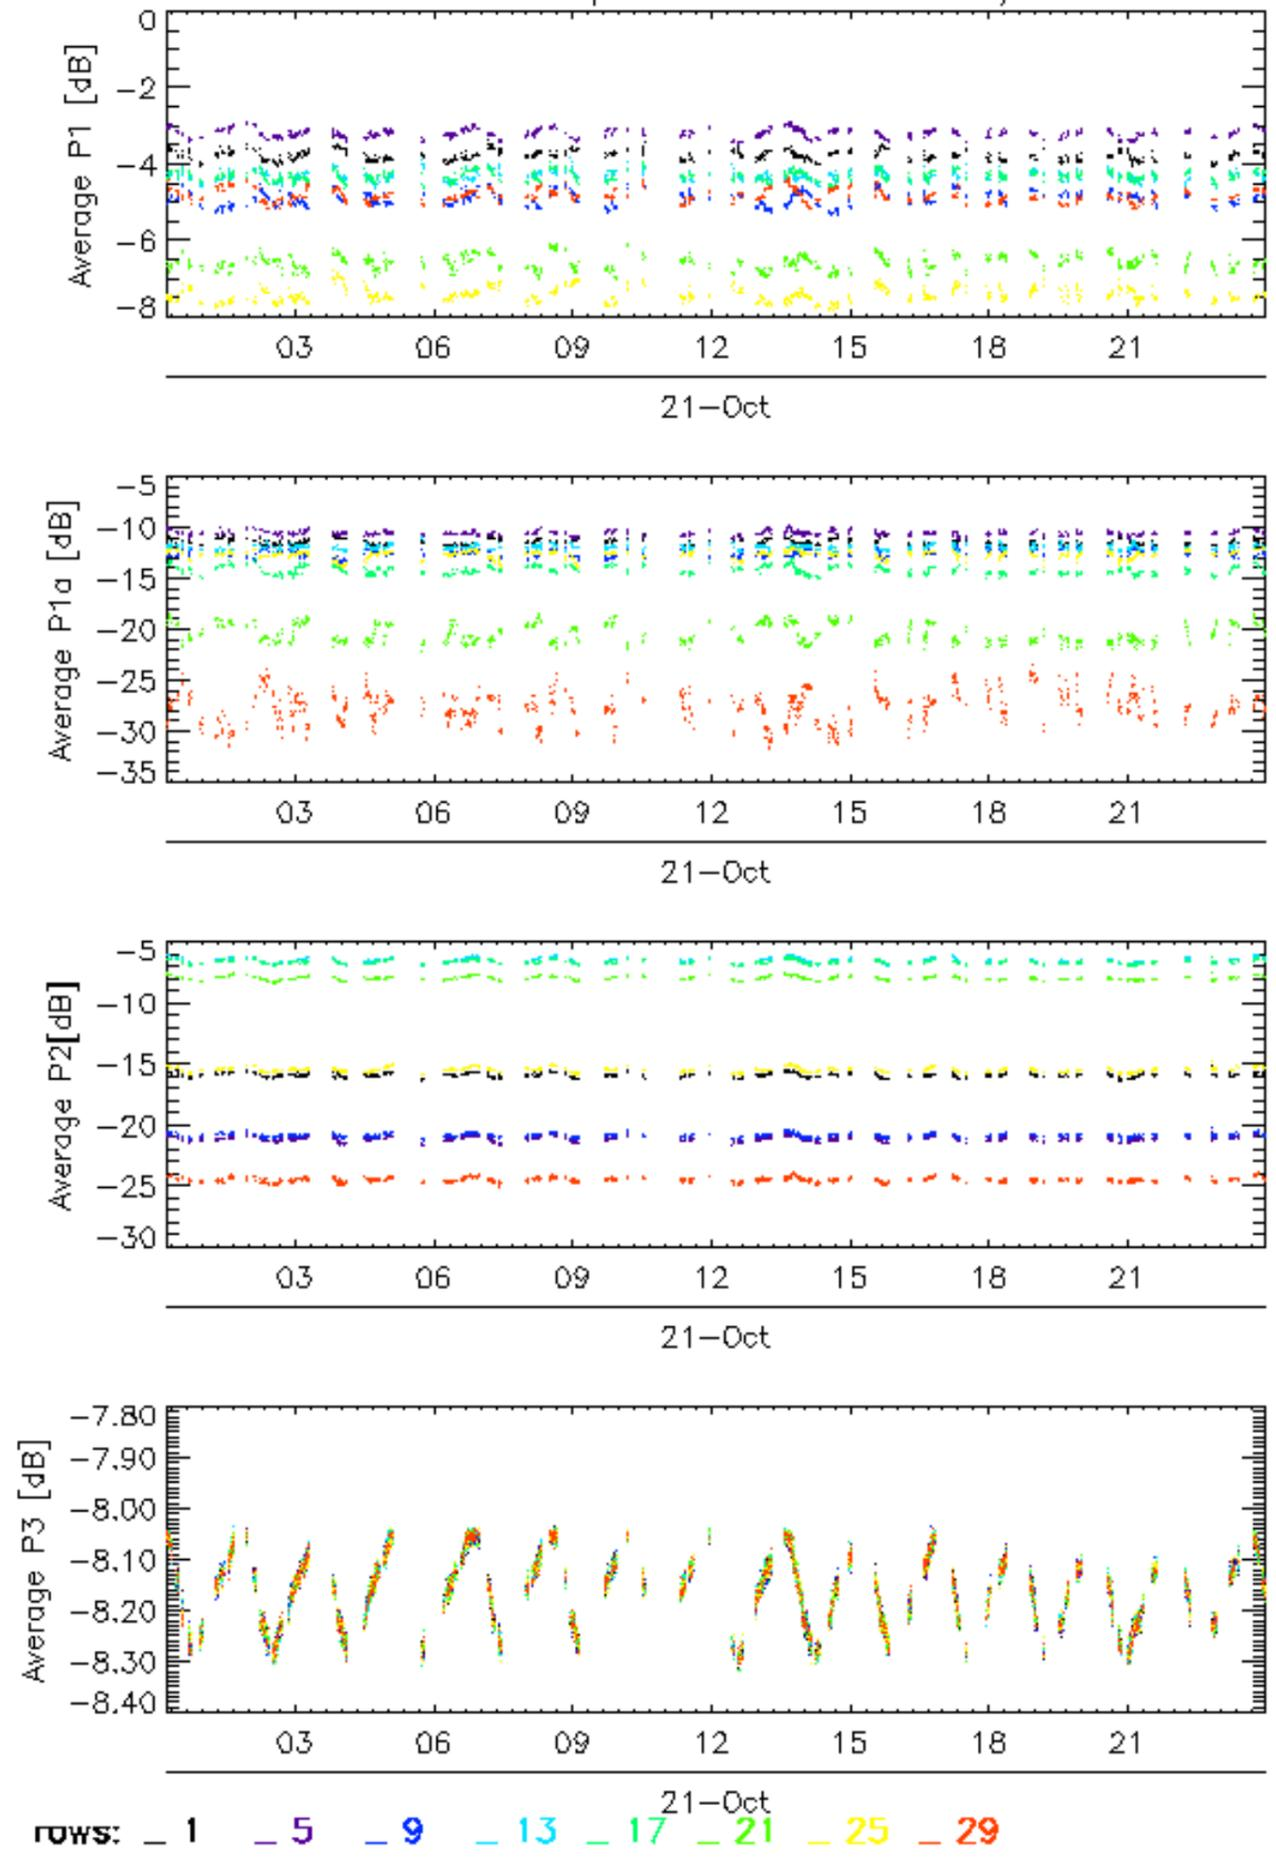 0
−2
−4
−6
−8
Average P1 [dB]
03 06 09 12 15 18 21
21−Oct
−5
−10
−15
−20
−25
−30
−35
Average P1a [dB]
03 06 09 12 15 18 21
21−Oct
−5
−10
−15
−20
−25
−30
Average P2[dB]
03 06 09 12 15 18 21
21−Oct
−7.80
−7.90
−8.00
−8.10
−8.20
−8.30
−8.40
Average P3 [dB]
03 06 09 12 15 18 21
21−Oct
rows: _ 1 _ 5 _ 9 _ 13 _ 17 _ 21 _ 25 _ 29